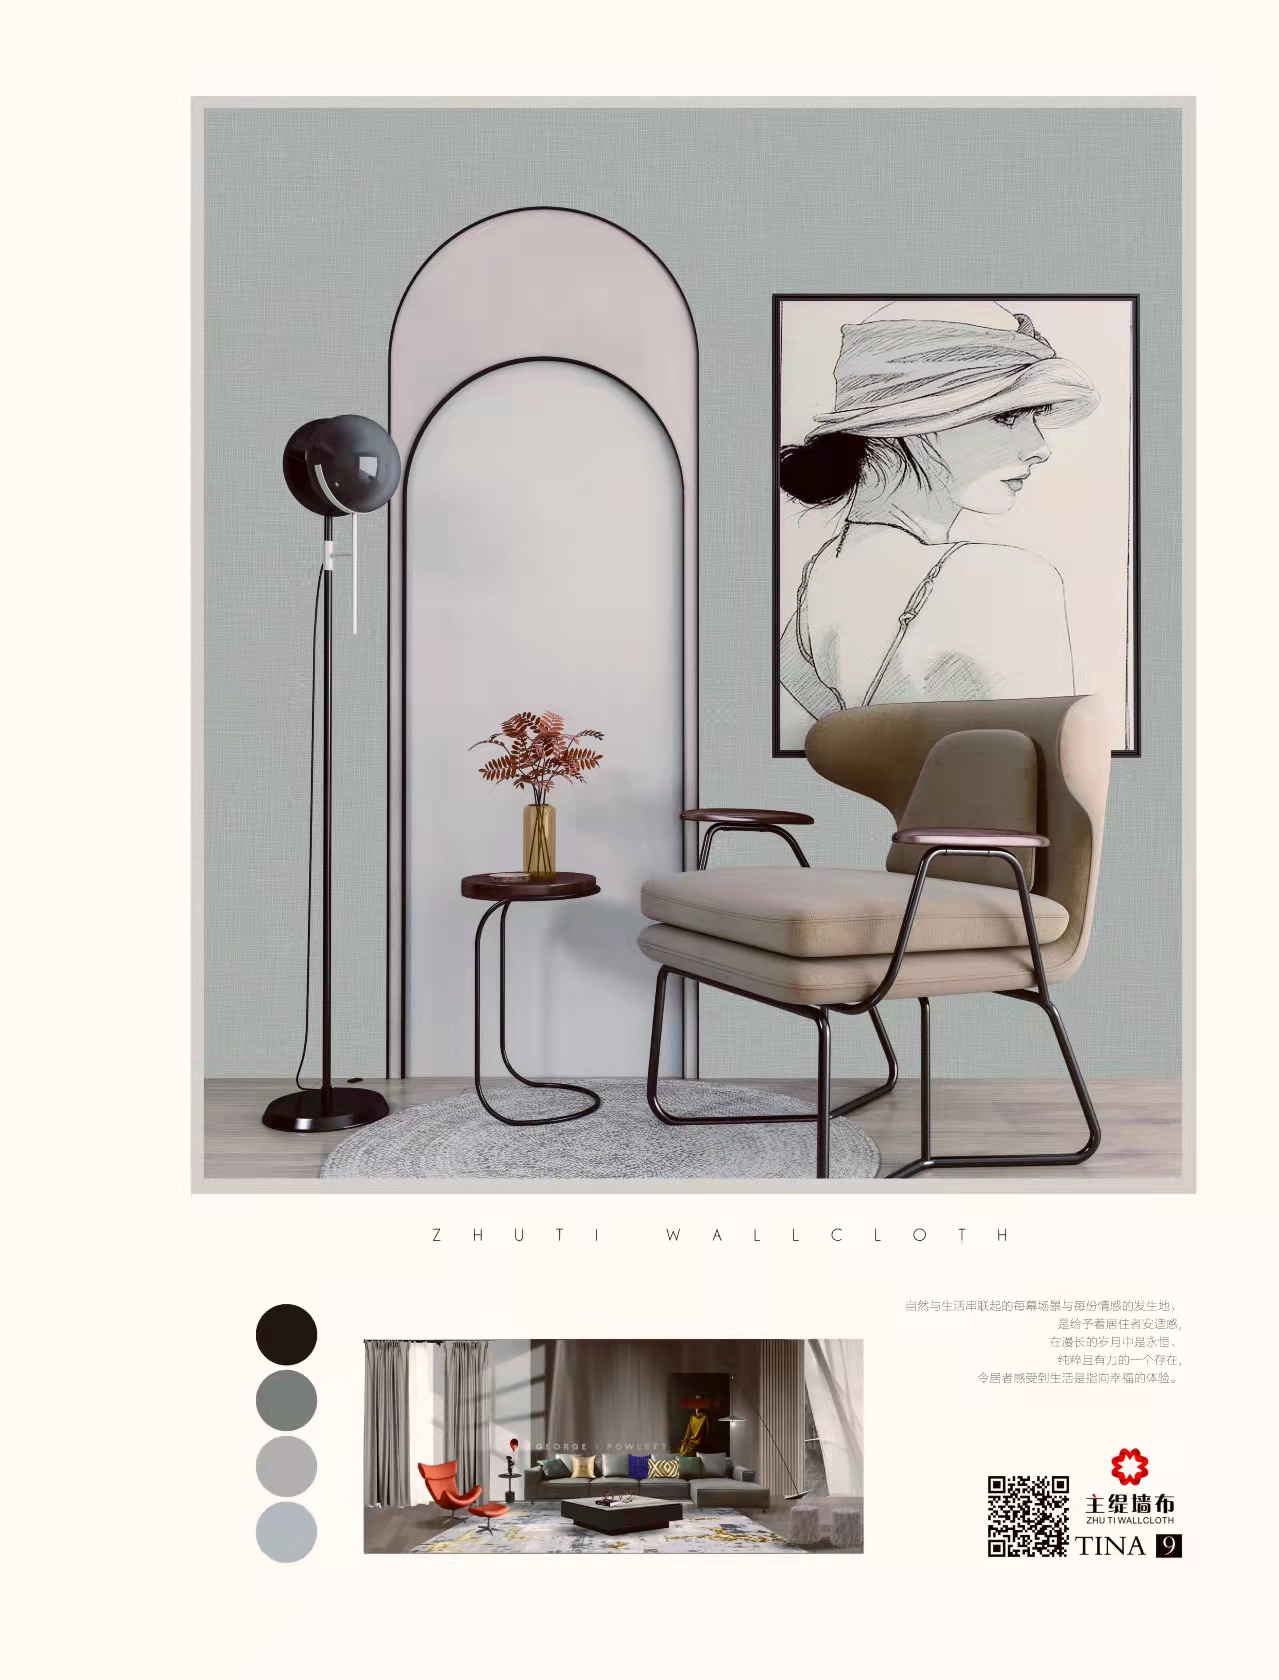 ZHUTI WALLCLOTH
自然与生活串联起的每幕场景与每份情感的发生地、
是给予着居住者安适感,
在漫长的岁月中是永恒、
纯粹且有力的一个存在,
令居者感受到生活是指向幸福的体验。
GEORGE & POWLETT
主缇墙布
ZHU TI WALLCLOTH
TINA 9